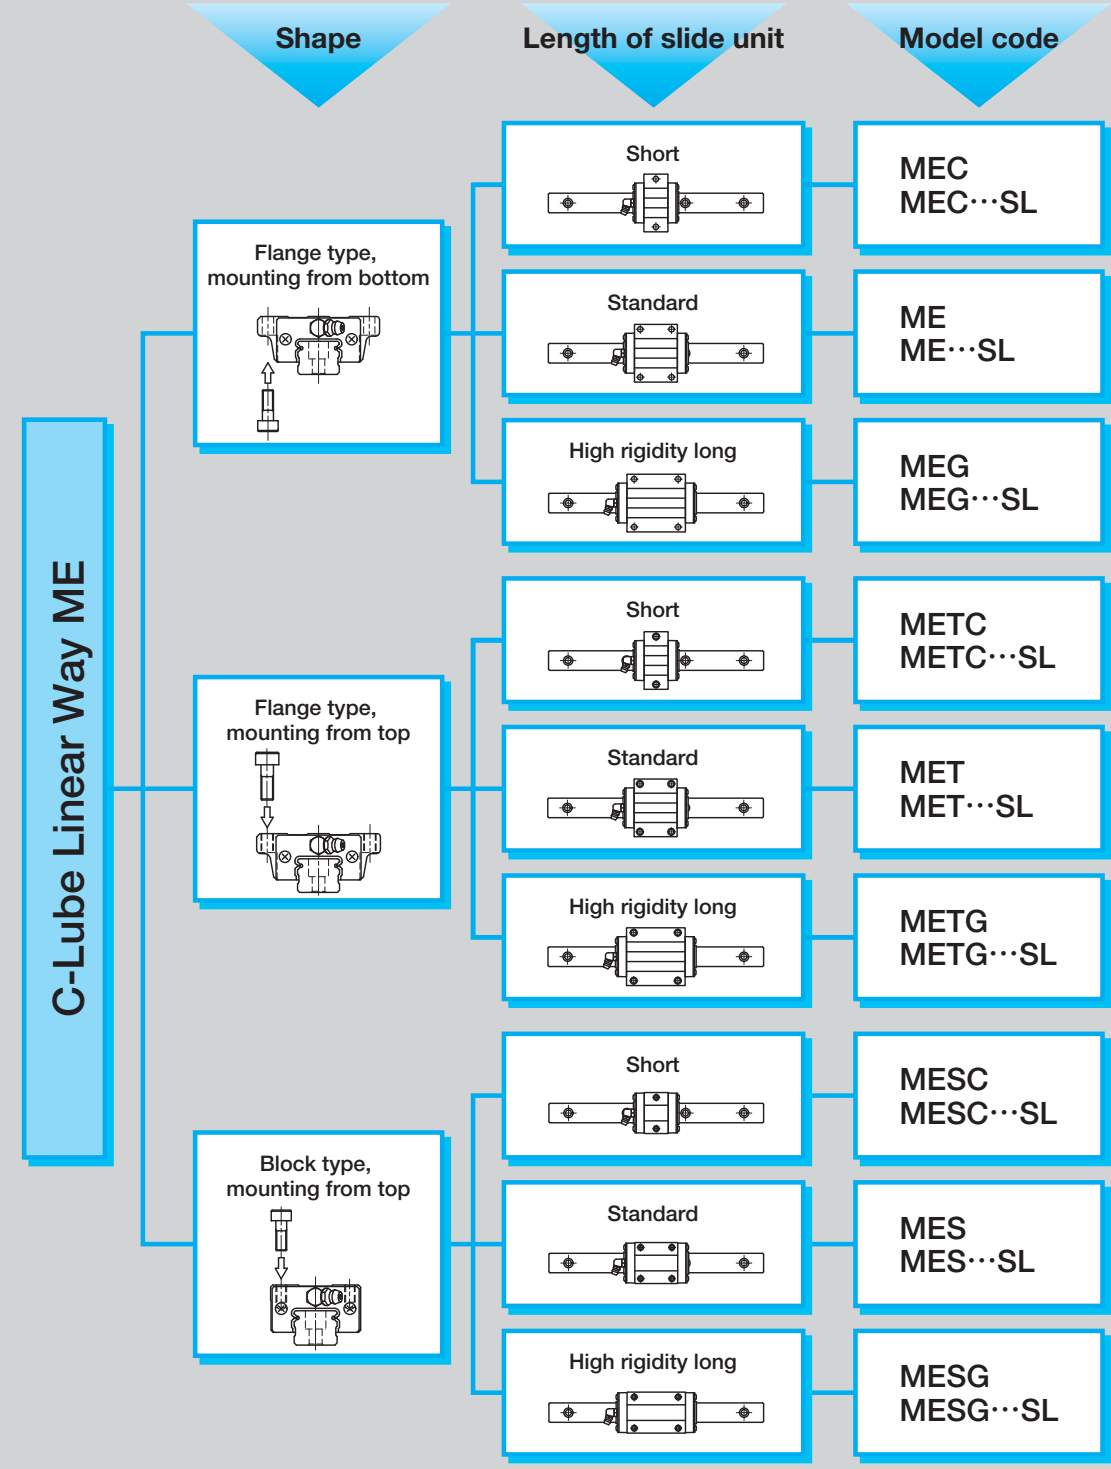 Shape
Length of slide unit
Model code
C-Lube Linear Way ME
Flange type,
mounting from bottom
Short
MEC
MEC···SL
Standard
ME
ME···SL
High rigidity long
MEG
MEG···SL
Flange type,
mounting from top
Short
METC
METC···SL
Standard
MET
MET···SL
High rigidity long
METG
METG···SL
Block type,
mounting from top
Short
MESC
MESC···SL
Standard
MES
MES···SL
High rigidity long
MESG
MESG···SL